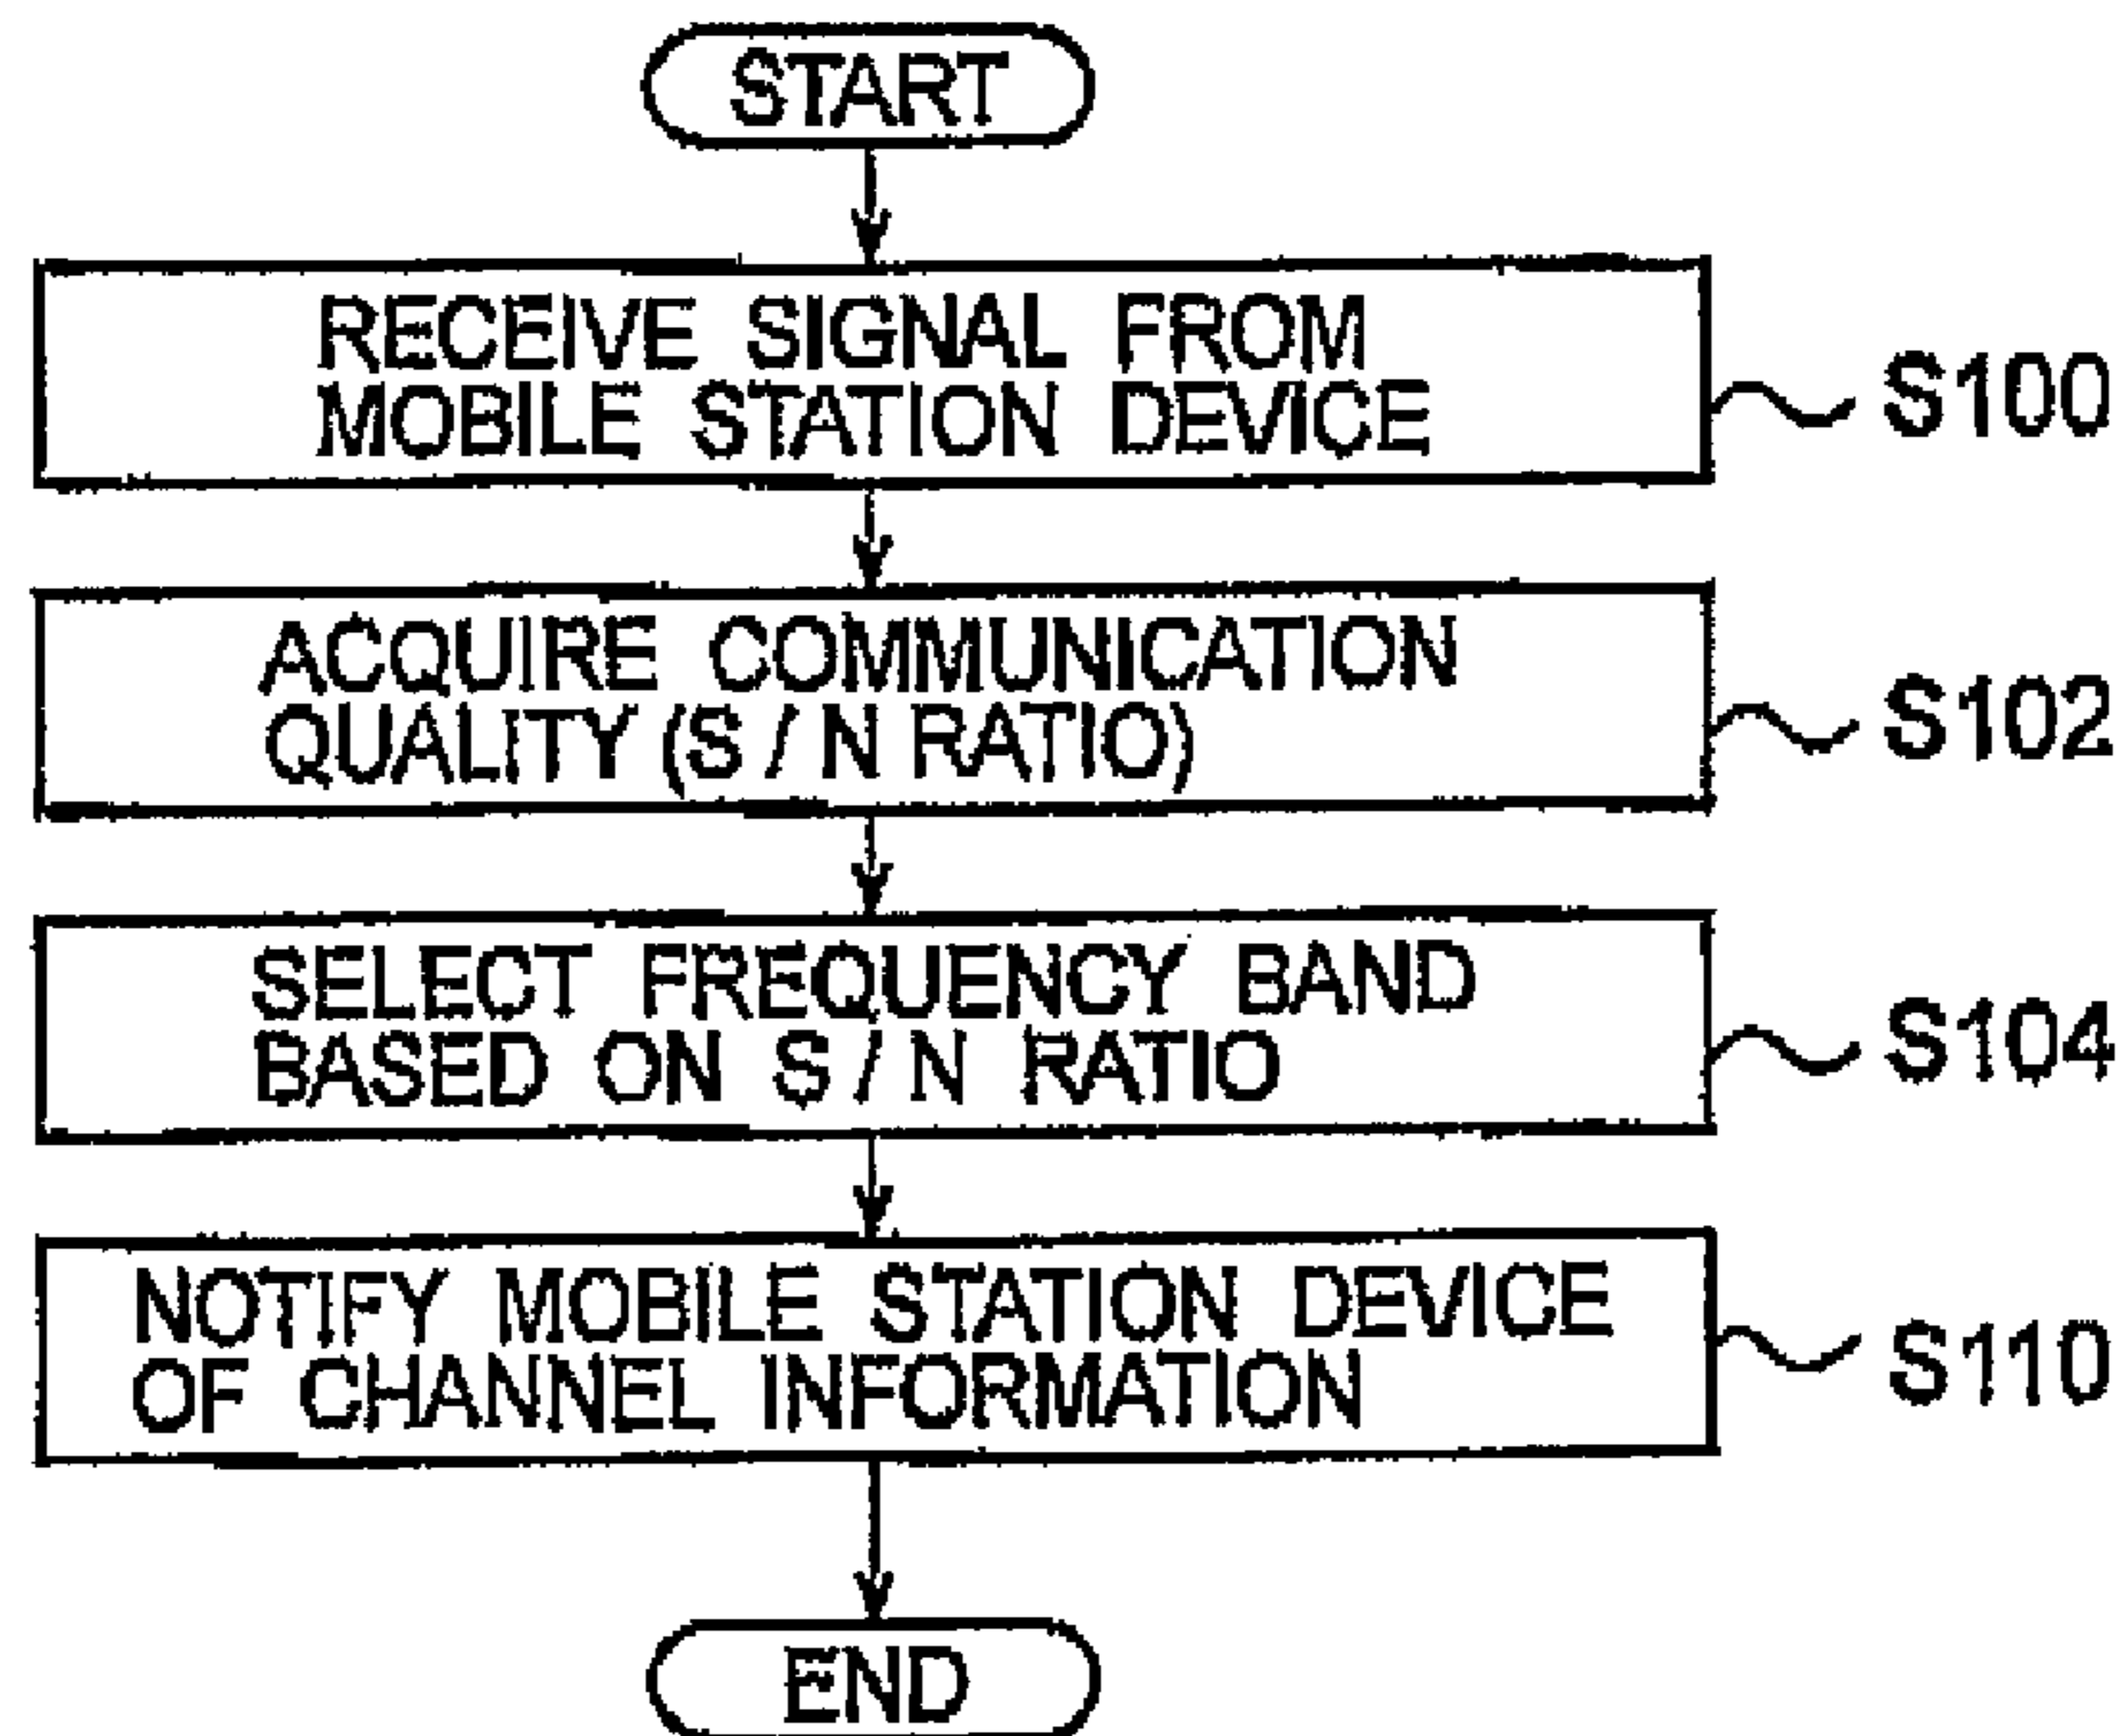 START
RECEIVE SIGNAL FROM
MOBILE STATION DEVICE
S100
ACQUIRE COMMUNICATION
QUALITY (S / N RATIO)
S102
SELECT FREQUENCY BAND
BASED ON S / N RATIO
S104
NOTIFY MOBILE STATION DEVICE
OF CHANNEL INFORMATION
S110
END